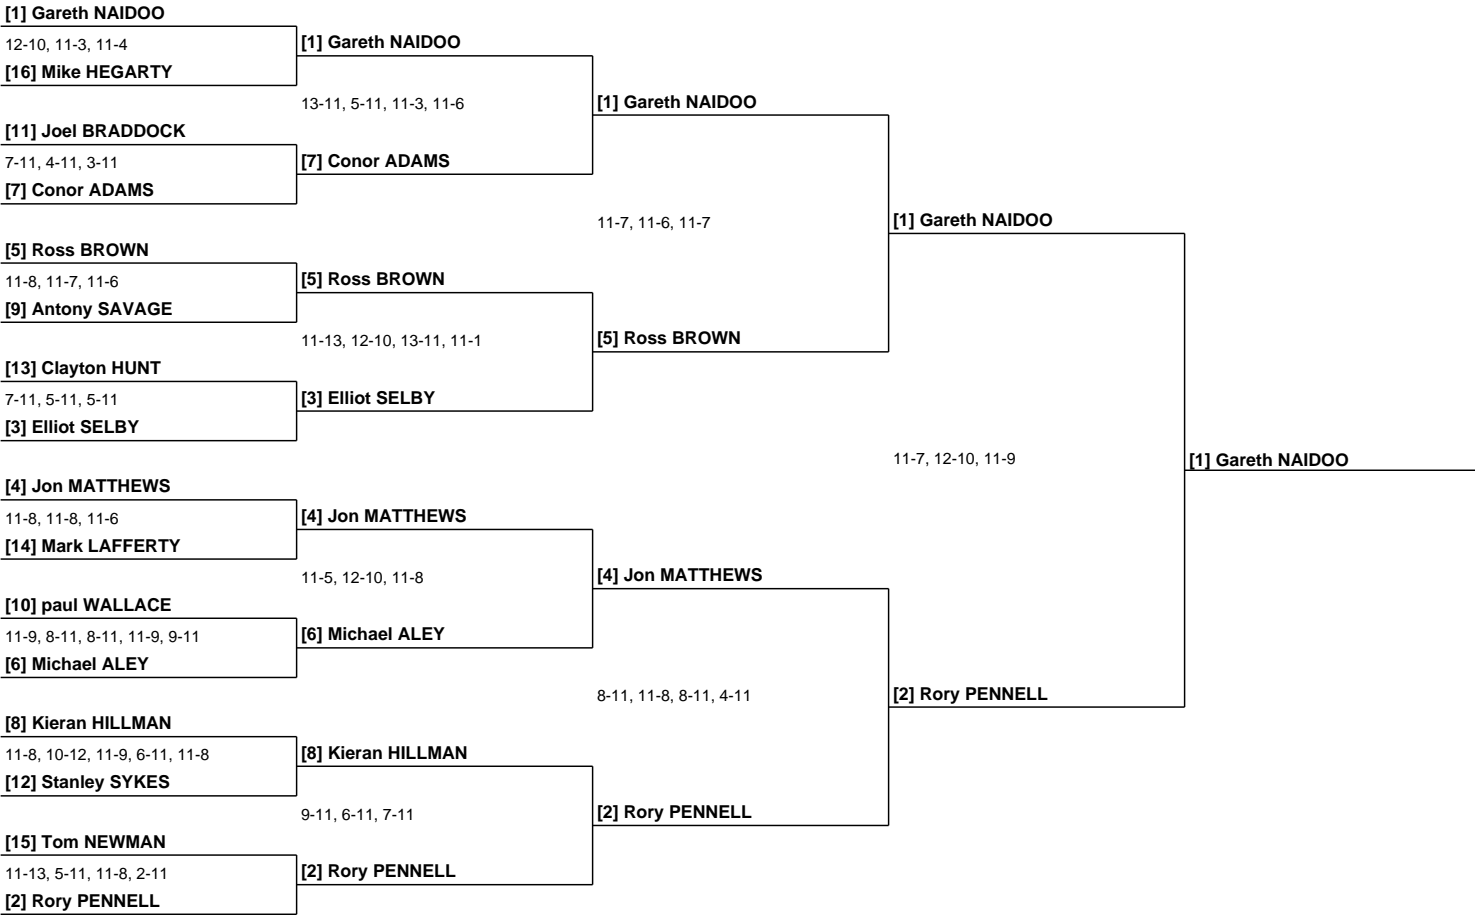 [1] Gareth NAIDOO
12-10, 11-3, 11-4
[16] Mike HEGARTY
[11] Joel BRADDOCK
7-11, 4-11, 3-11
[7] Conor ADAMS
[5] Ross BROWN
11-8, 11-7, 11-6
[9] Antony SAVAGE
[13] Clayton HUNT
7-11, 5-11, 5-11
[3] Elliot SELBY
[4] Jon MATTHEWS
11-8, 11-8, 11-6
[14] Mark LAFFERTY
[10] paul WALLACE
11-9, 8-11, 8-11, 11-9, 9-11
[6] Michael ALEY
[8] Kieran HILLMAN
11-8, 10-12, 11-9, 6-11, 11-8
[12] Stanley SYKES
[15] Tom NEWMAN
11-13, 5-11, 11-8, 2-11
[2] Rory PENNELL
[1] Gareth NAIDOO
13-11, 5-11, 11-3, 11-6
[7] Conor ADAMS
[5] Ross BROWN
11-13, 12-10, 13-11, 11-1
[3] Elliot SELBY
[4] Jon MATTHEWS
11-5, 12-10, 11-8
[6] Michael ALEY
[8] Kieran HILLMAN
9-11, 6-11, 7-11
[2] Rory PENNELL
[1] Gareth NAIDOO
11-7, 11-6, 11-7
[5] Ross BROWN
[4] Jon MATTHEWS
8-11, 11-8, 8-11, 4-11
[2] Rory PENNELL
[1] Gareth NAIDOO
11-7, 12-10, 11-9
[2] Rory PENNELL
[1] Gareth NAIDOO